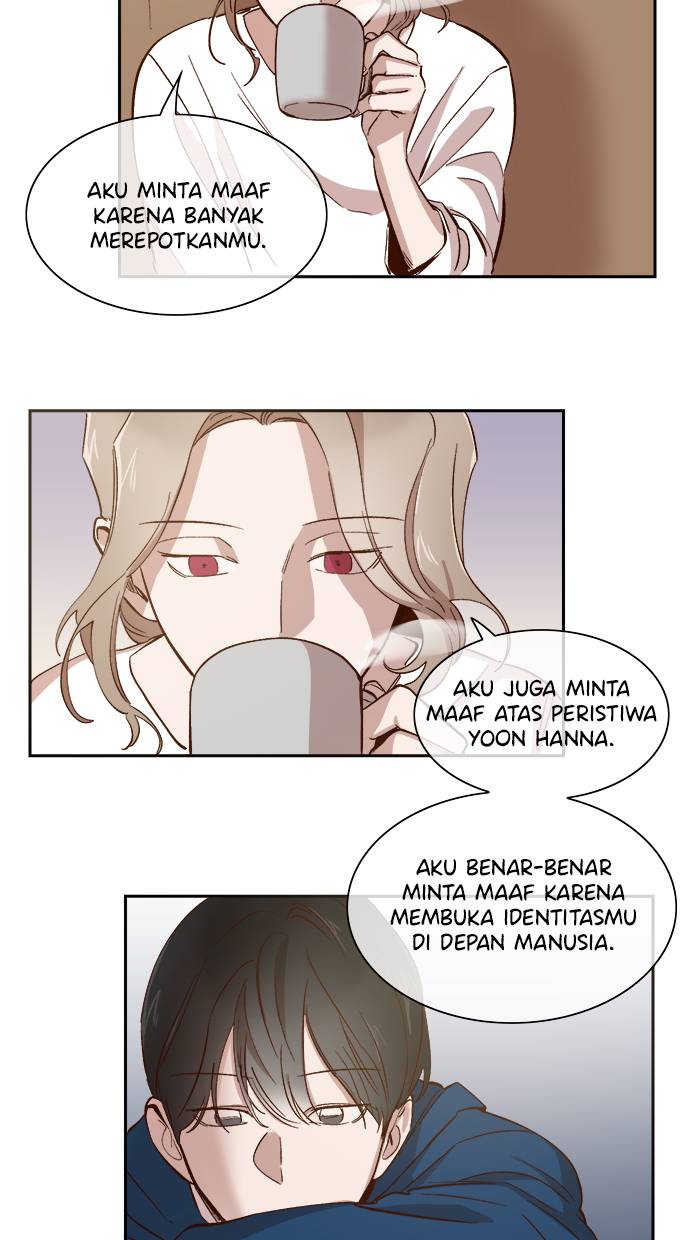 AKU MINTA MAAF
KARENA BANYAK
MEREPOTKANMU.
AKU JUGA MINTA
MAAF ATAS PERISTIWA
YOON HANNA.
AKU BENAR-BENAR
MINTA MAAF KARENA
MEMBUKA IDENTITASMU
DI DEPAN MANUSIA.